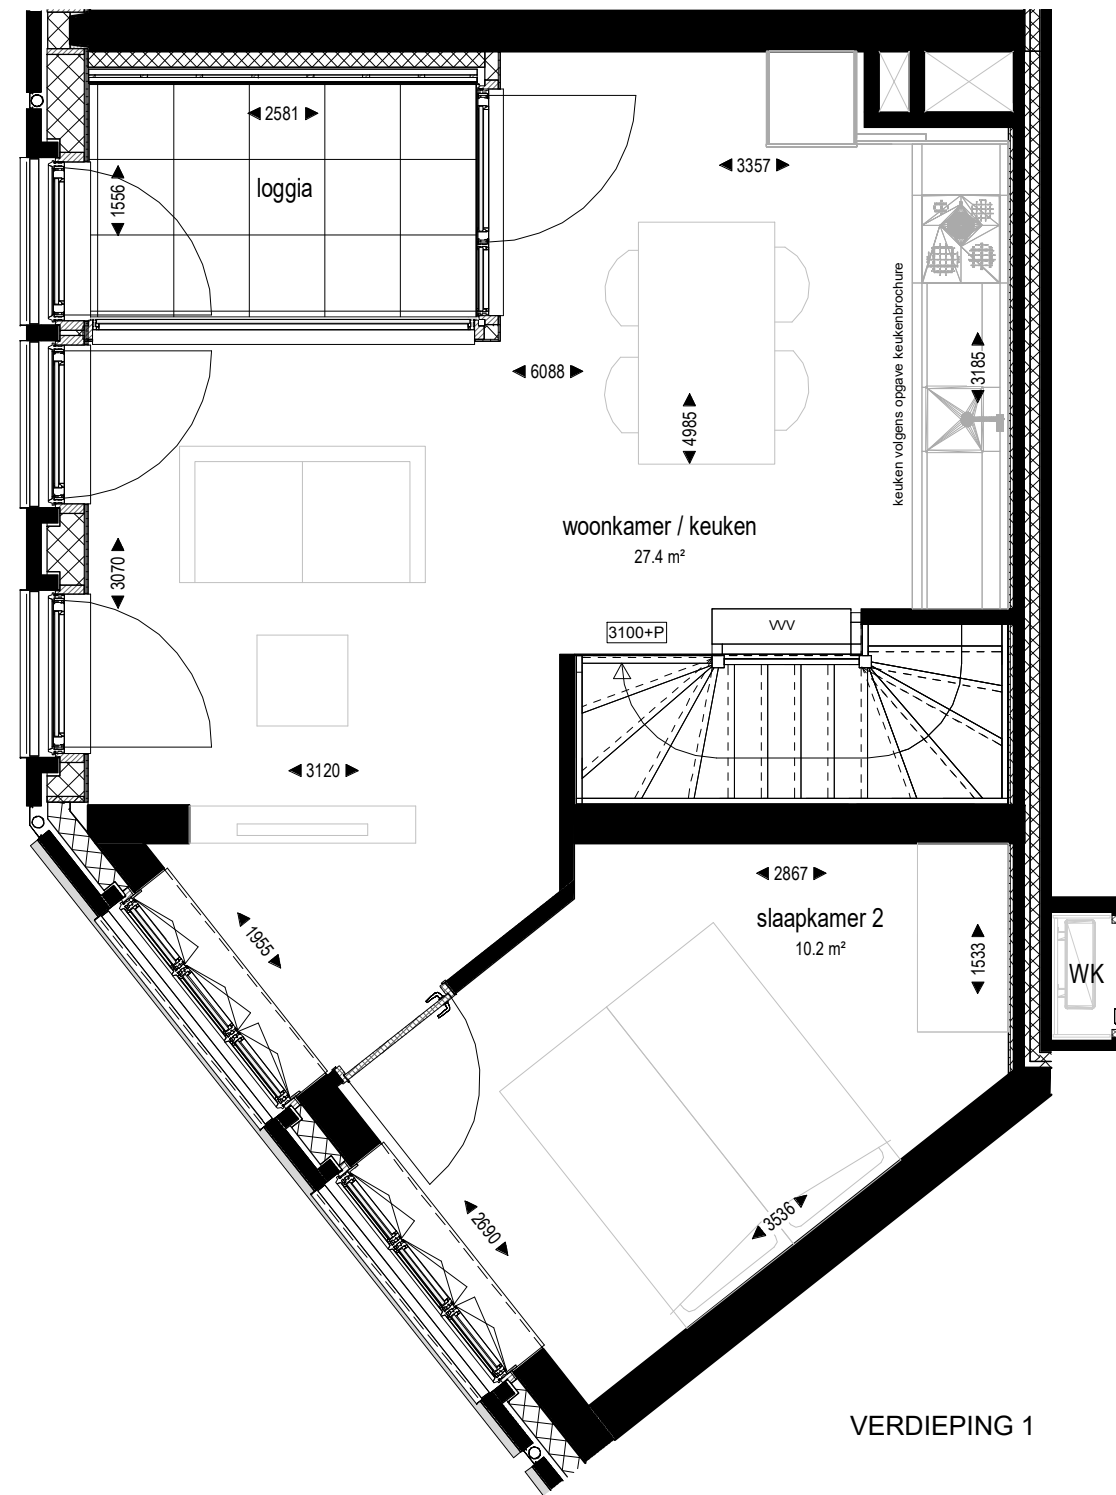 2581
loggia
1556
3357
keuken volgens opgave keukenbrochure
3185
6088
4985
woonkamer / keuken
27.4 m²
3070
3100+P
VVV
3120
2867
slaapkamer 2
10.2 m²
1955
1533
WK
2690
3536
VERDIEPING 1